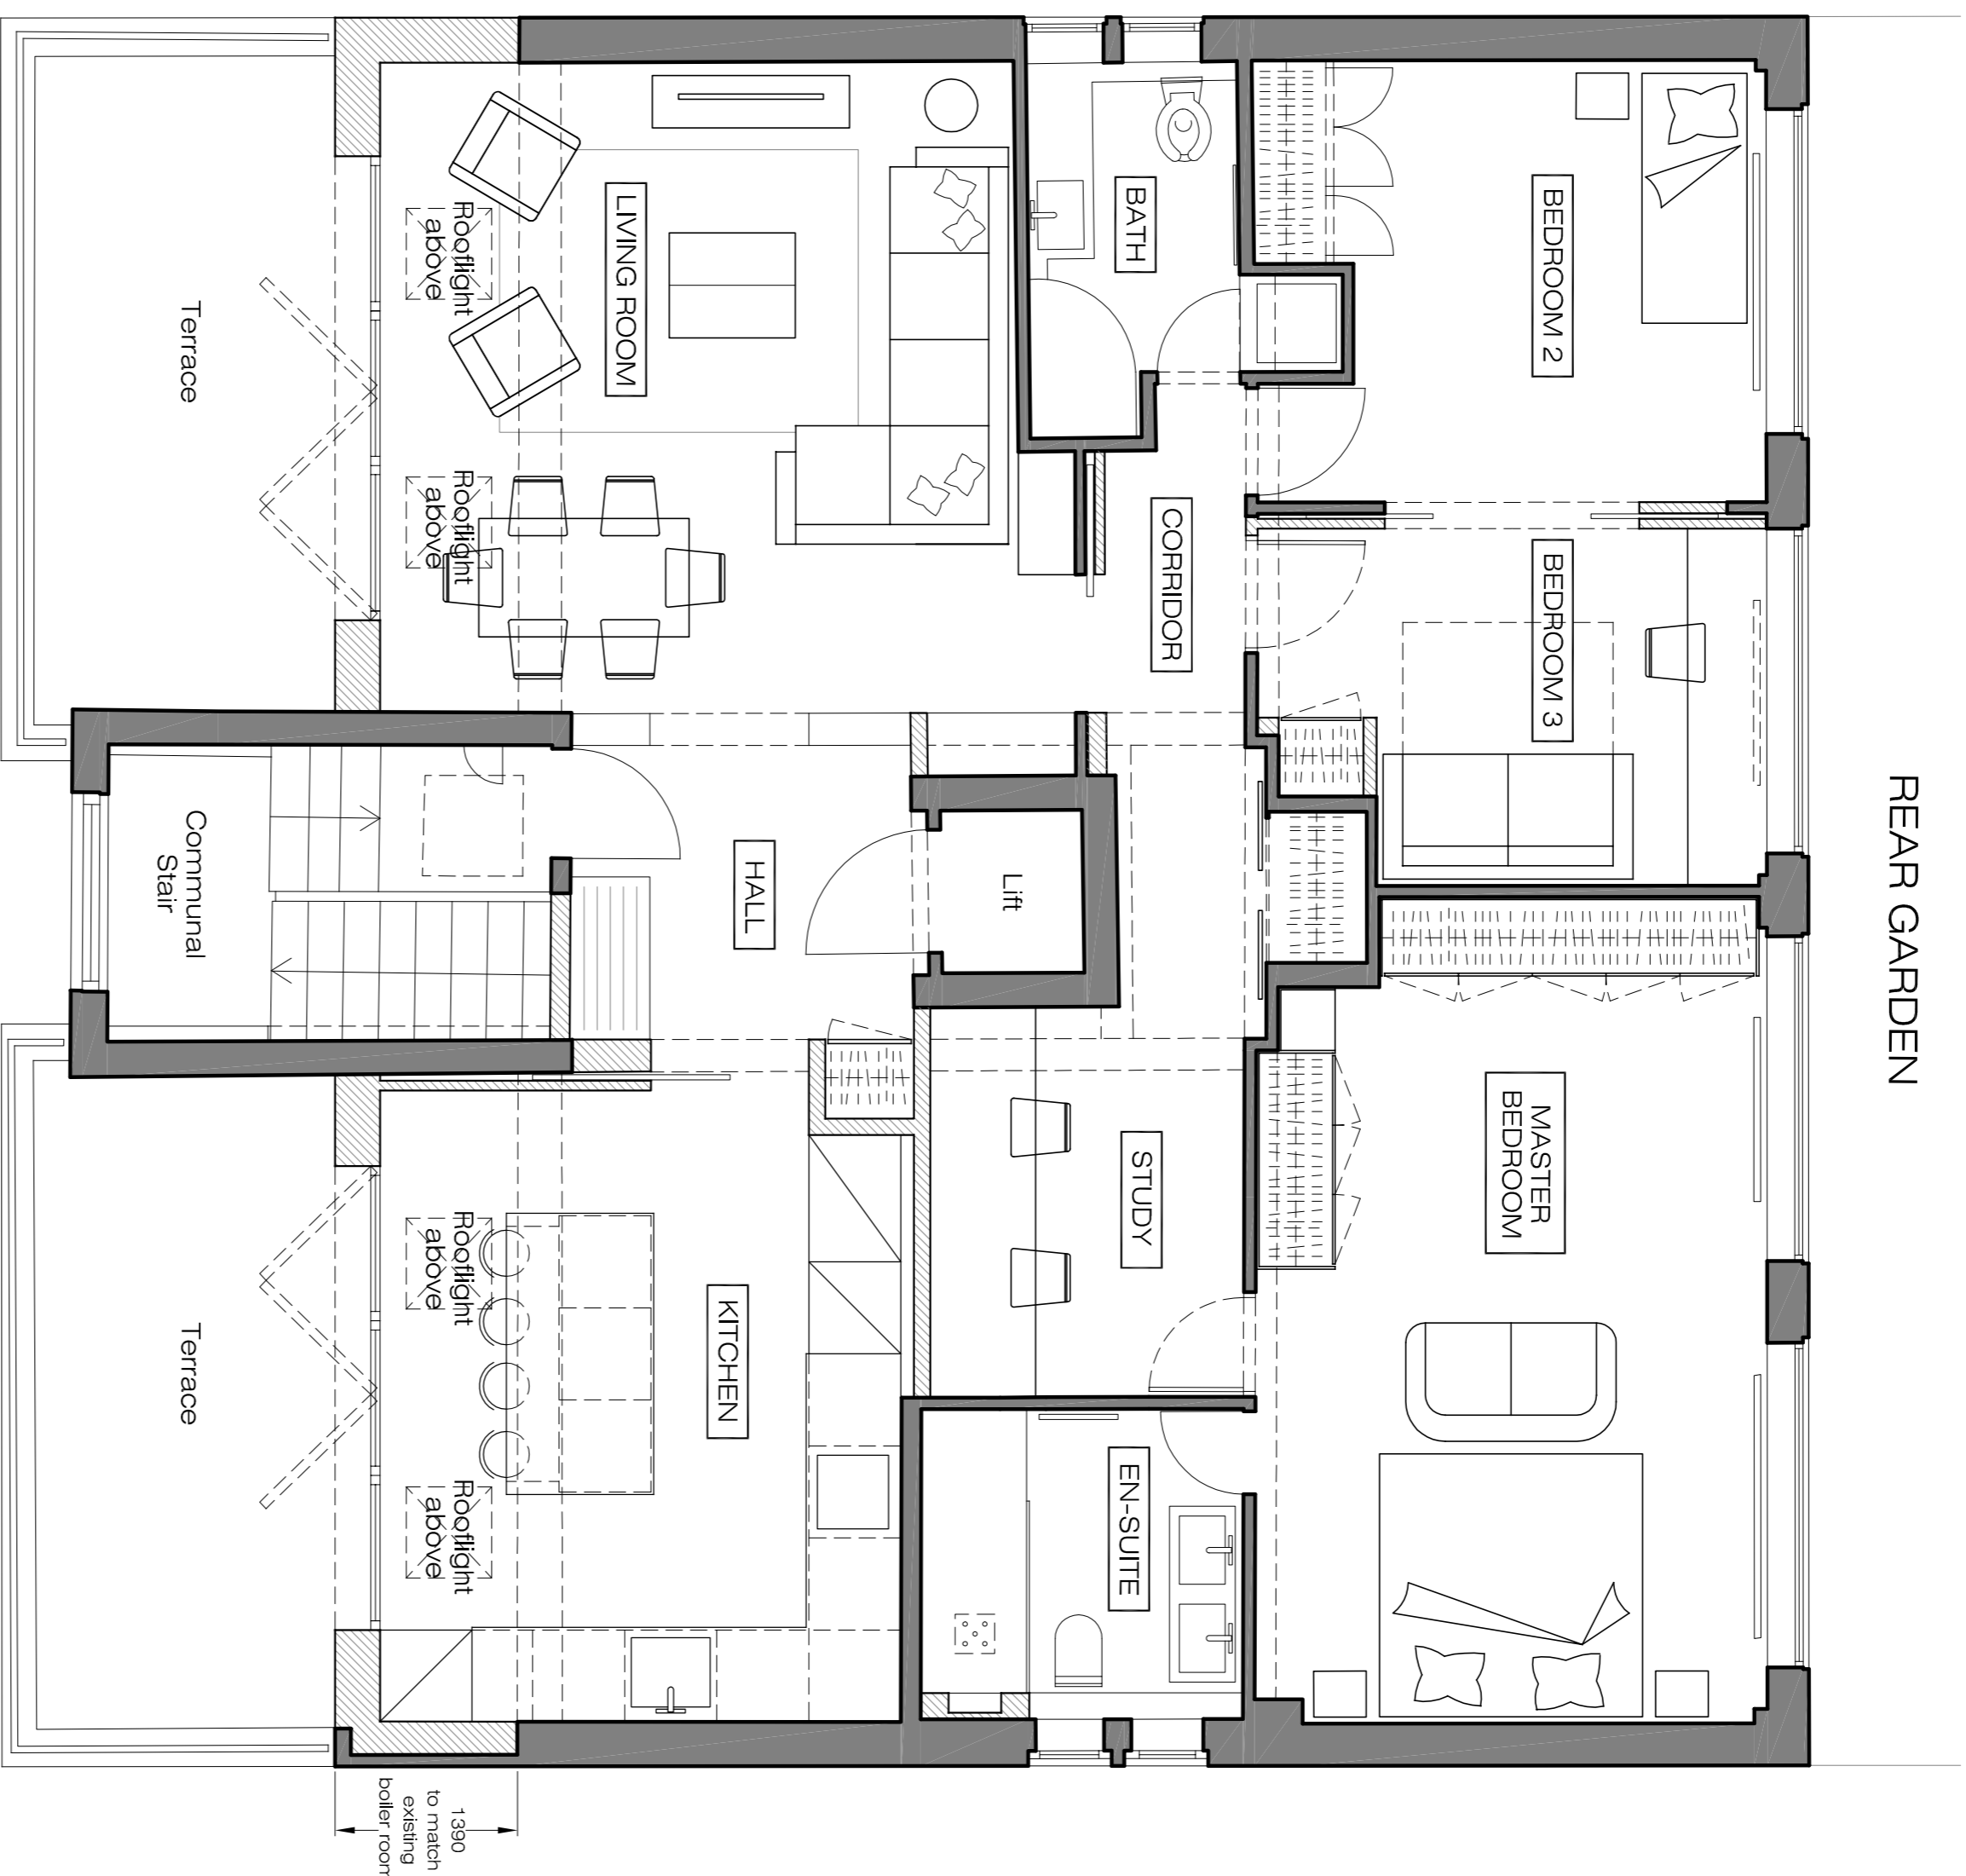 REAR GARDEN
BEDROOM 2
BEDROOM 3
MASTER
BEDROOM
BATH
CORRIDOR
STUDY
EN-SUITE
Lift
LIVING ROOM
HALL
KITCHEN
Rooflight
above
Rooflight
above
Rooflight
above
Rooflight
above
Terrace
Communal
Stair
Terrace
1390
to match
existing
boiler room